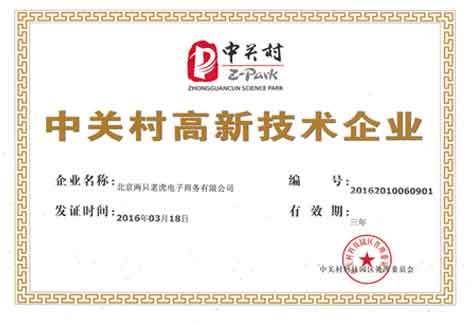 中关村
Z-Park
ZHONGGUANCUN SCIENCE PARK
中关村高新技术企业
企业名称: 北京两只老虎电子商务有限公司
编 号: 20162010060901
发证时间: 2016年03月18日
有 效 期: 三年
中关村科技园区管理委员会